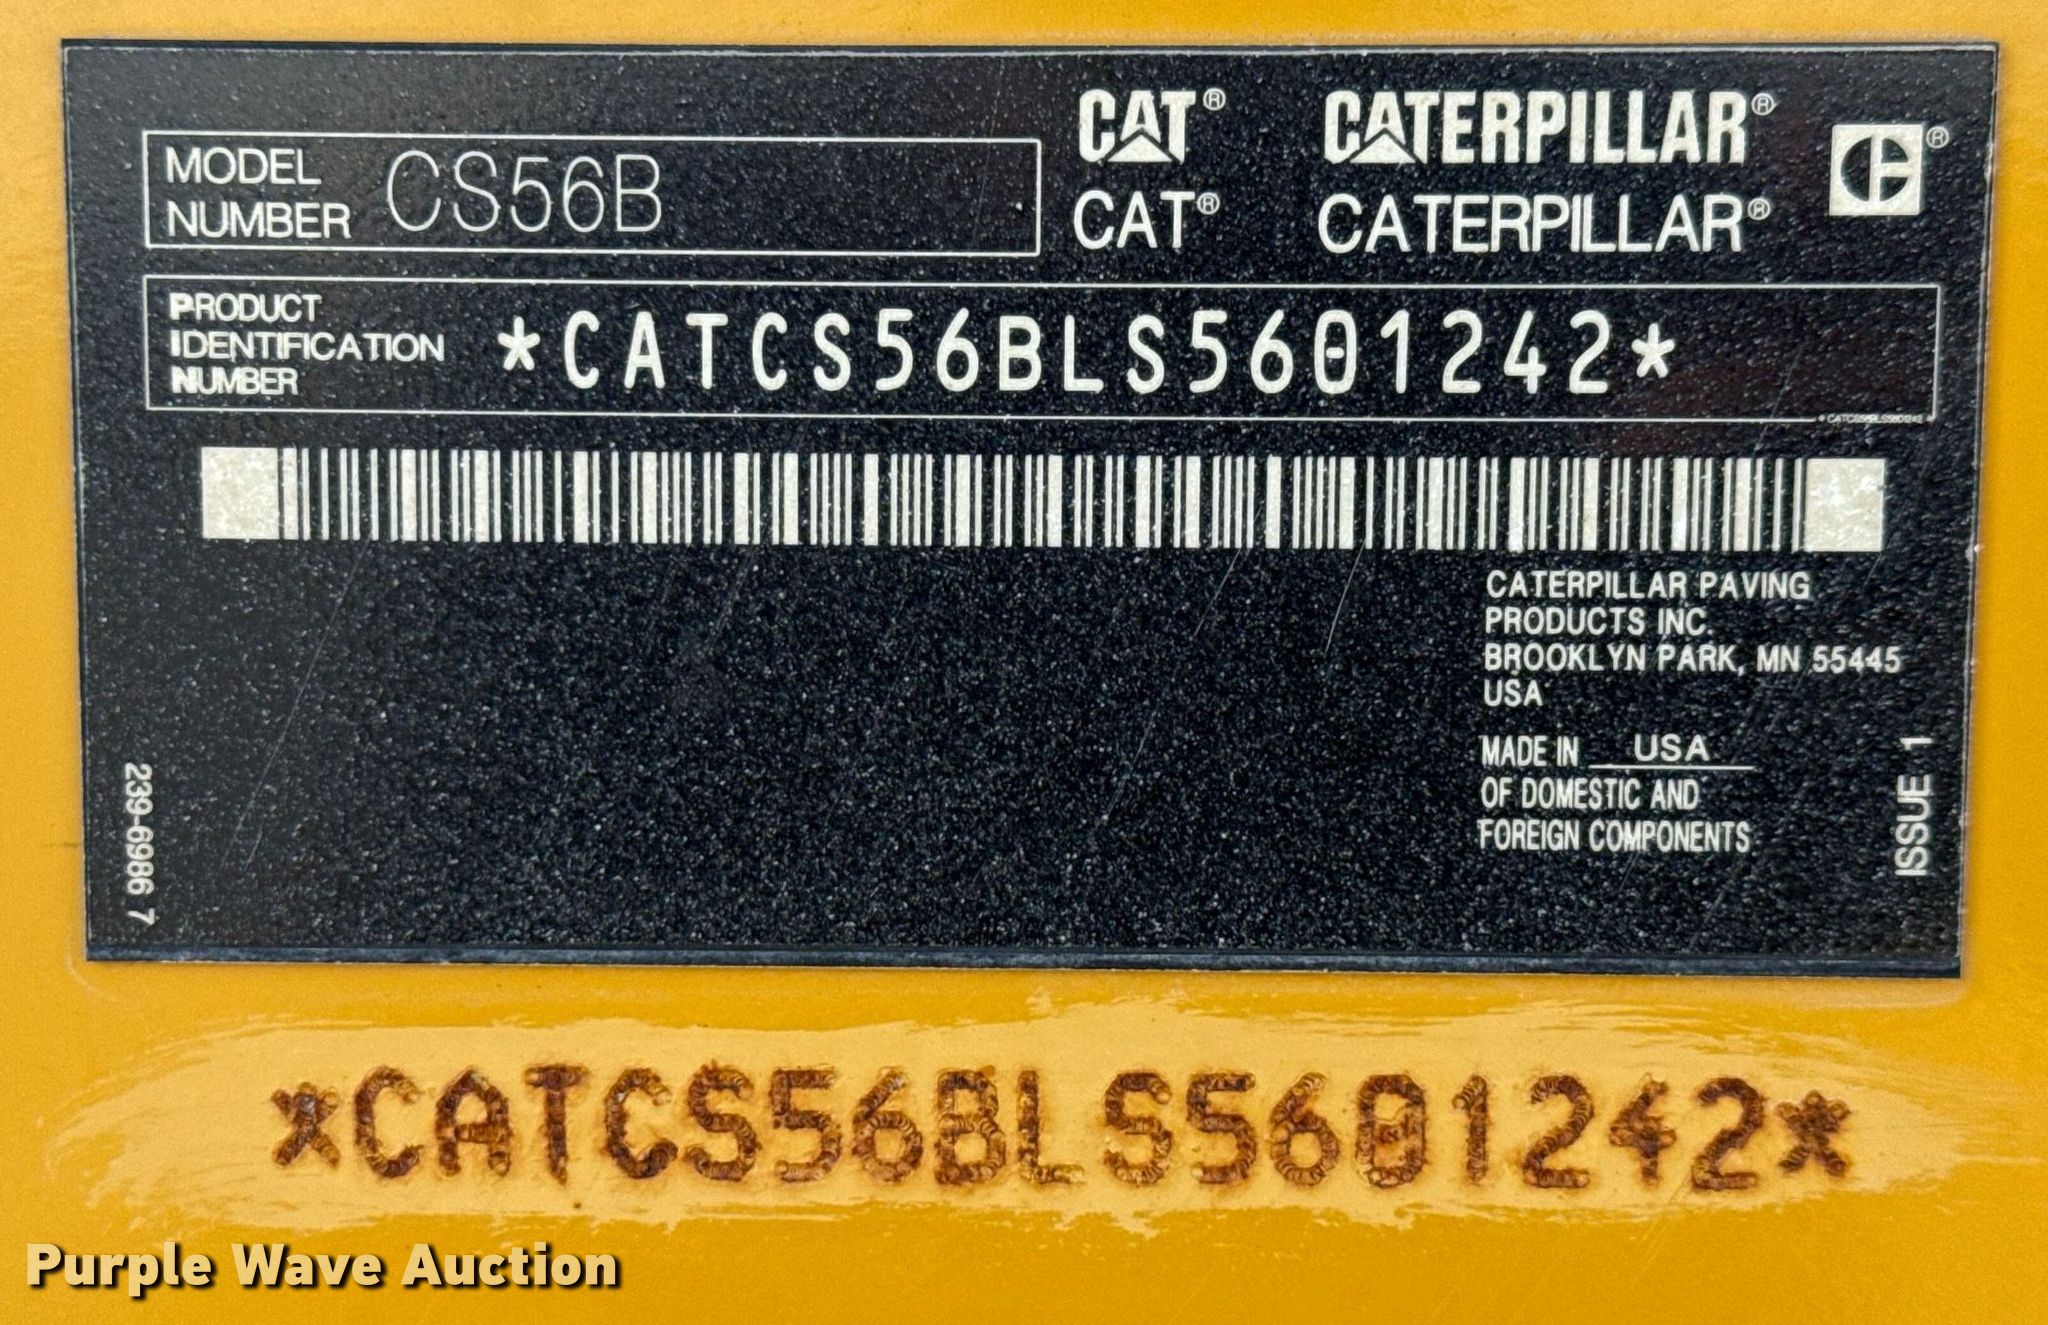 CAT® CATERPILLAR®
MODEL NUMBER CS56B
CAT® CATERPILLAR®
PRODUCT
IDENTIFICATION
NUMBER
*CATCS56BLS5601242*
*CATCS56BLS5601242*
CATERPILLAR PAVING
PRODUCTS INC.
BROOKLYN PARK, MN 55445
USA
MADE IN USA
OF DOMESTIC AND
FOREIGN COMPONENTS
239-6986 7
ISSUE 1
*CATCS56BLS5601242*
Purple Wave Auction